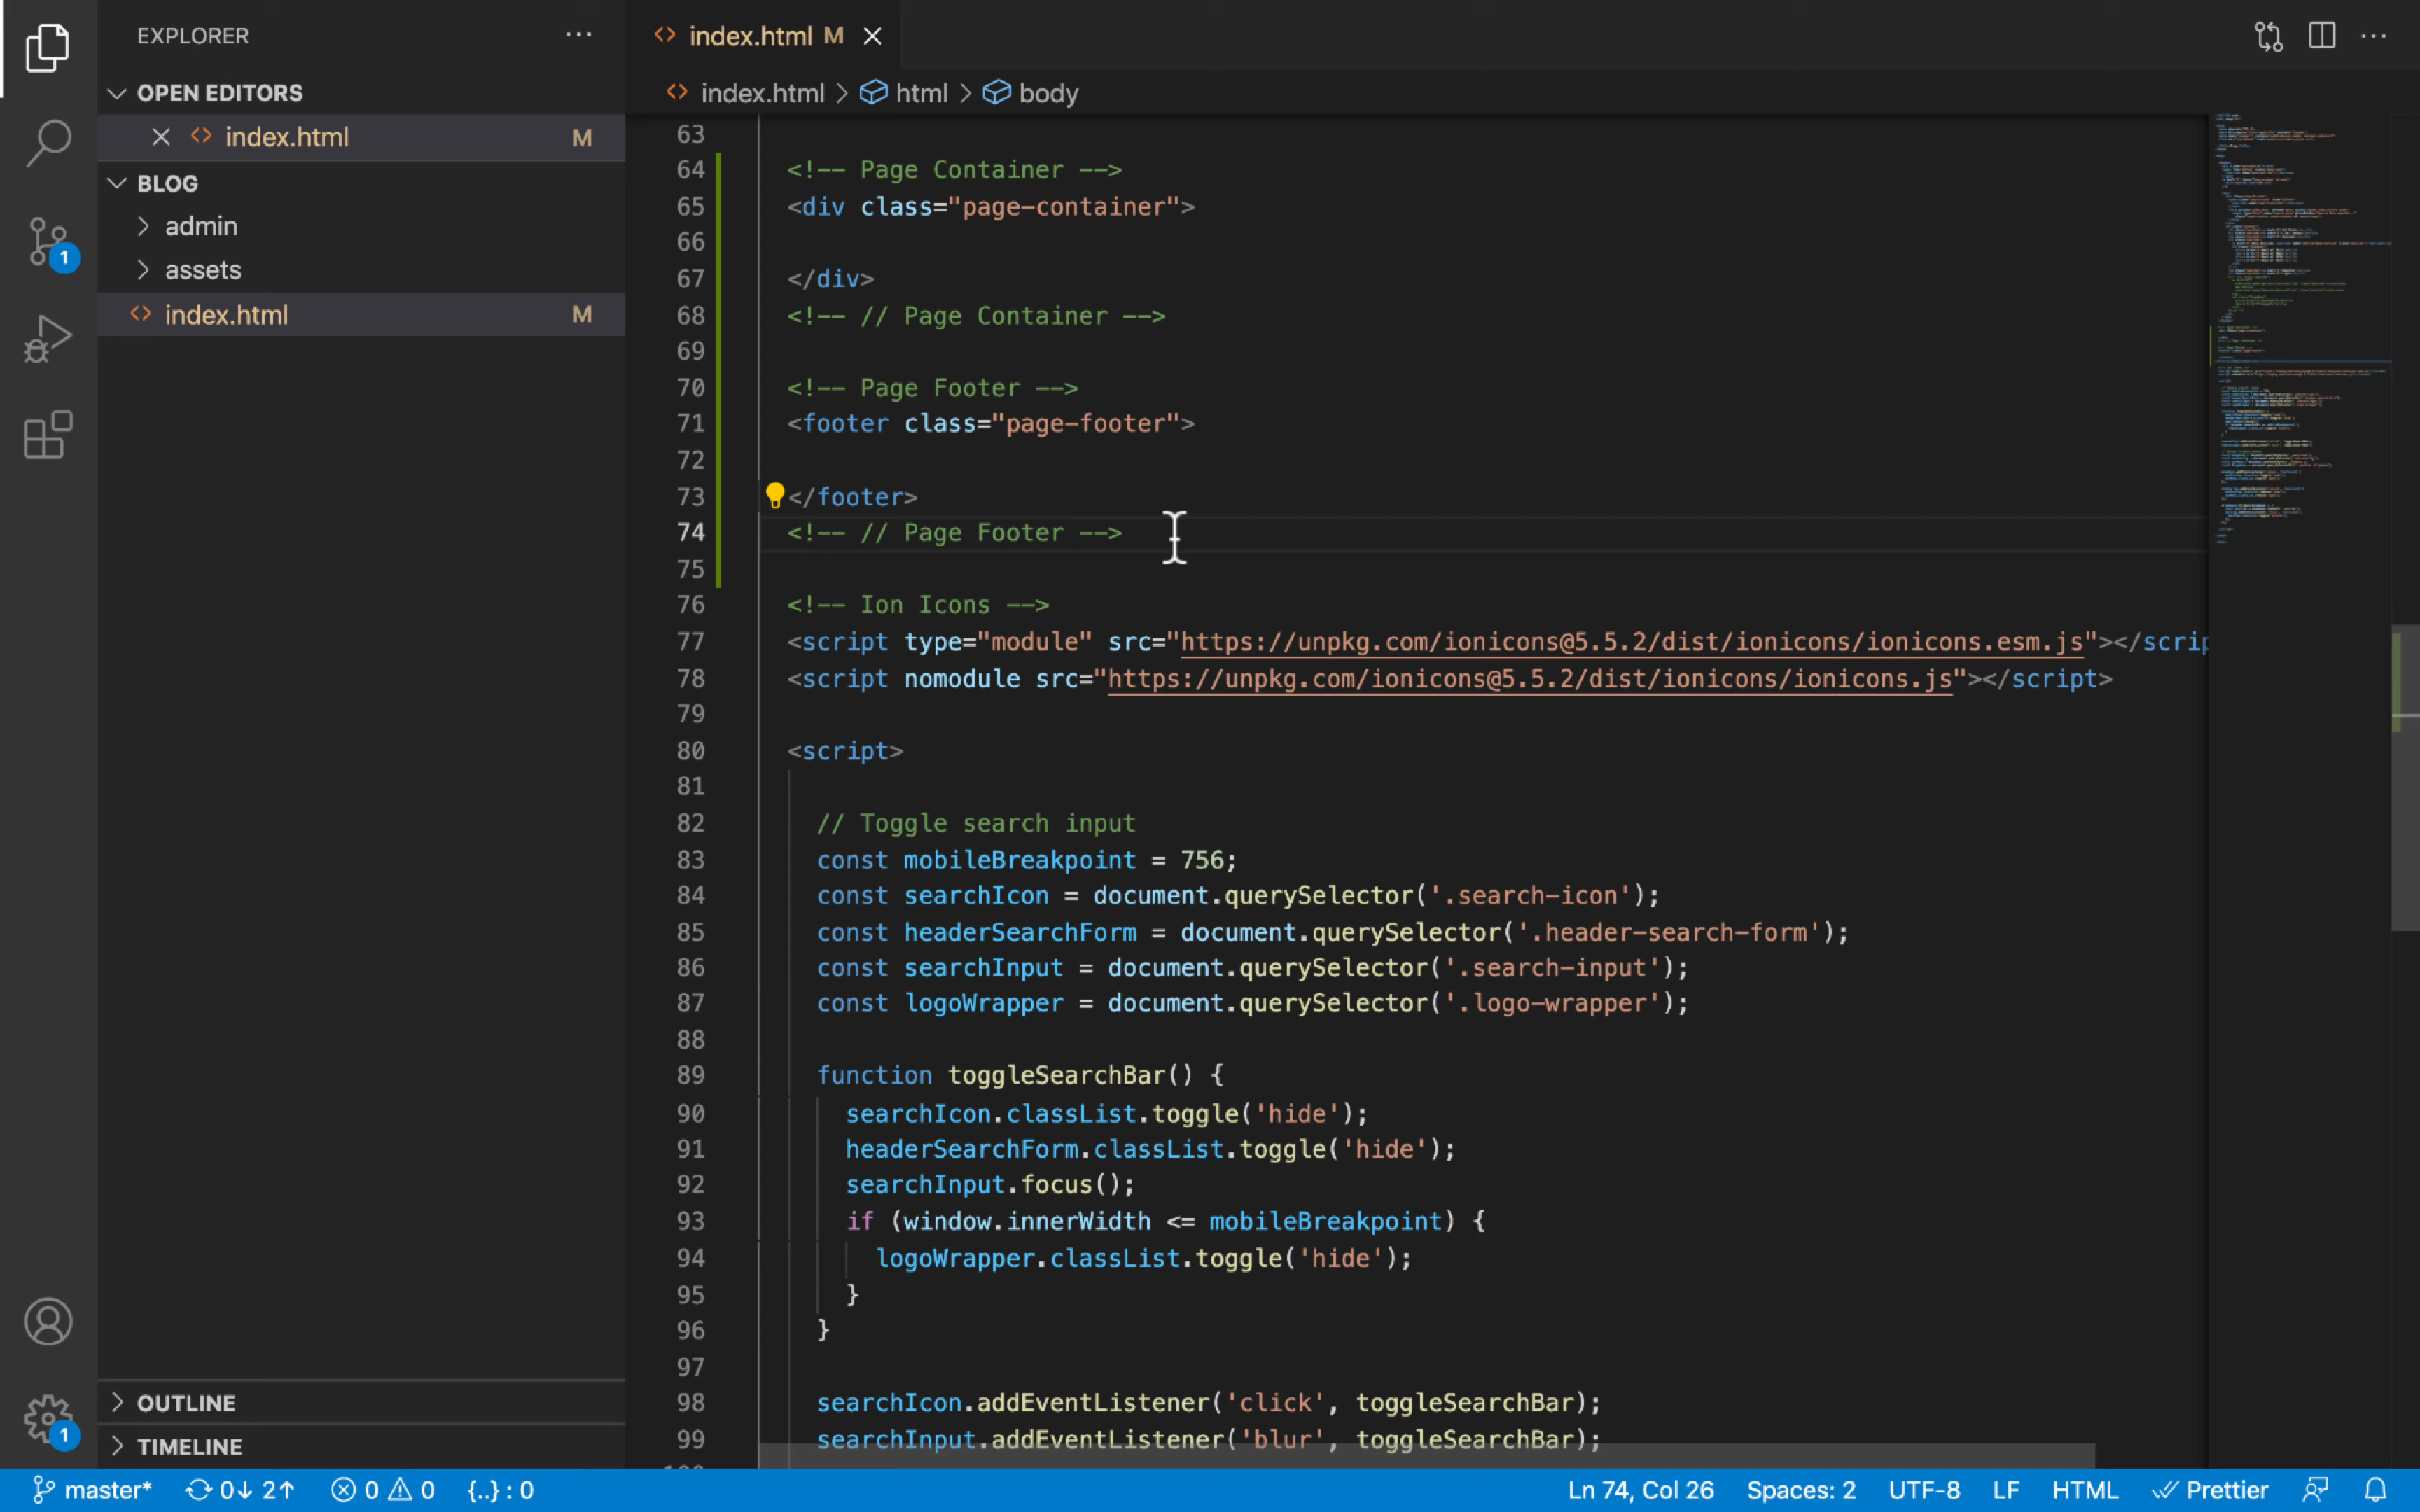 EXPLORER
OPEN EDITORS
index.html M
BLOG
admin
assets
index.html M
OUTLINE
TIMELINE
index.html M
index.html > html > body
63
64 <!-- Page Container -->
65 <div class="page-container">
66
67 </div>
68 <!-- // Page Container -->
69
70 <!-- Page Footer -->
71 <footer class="page-footer">
72
73 </footer>
74 <!-- // Page Footer -->
75
76 <!-- Ion Icons -->
77 <script type="module" src="https://unpkg.com/ionicons@5.5.2/dist/ionicons/ionicons.esm.js"></scrip
78 <script nomodule src="https://unpkg.com/ionicons@5.5.2/dist/ionicons/ionicons.js"></script>
79
80 <script>
81
82 // Toggle search input
83 const mobileBreakpoint = 756;
84 const searchIcon = document.querySelector('.search-icon');
85 const headerSearchForm = document.querySelector('.header-search-form');
86 const searchInput = document.querySelector('.search-input');
87 const logoWrapper = document.querySelector('.logo-wrapper');
88
89 function toggleSearchBar() {
90 searchIcon.classList.toggle('hide');
91 headerSearchForm.classList.toggle('hide');
92 searchInput.focus();
93 if (window.innerWidth <= mobileBreakpoint) {
94 logoWrapper.classList.toggle('hide');
95 }
96 }
97
98 searchIcon.addEventListener('click', toggleSearchBar);
99 searchInput.addEventListener('blur', toggleSearchBar);
1
1
master* 0↓ 2↑ 0 0 {..} : 0 Ln 74, Col 26 Spaces: 2 UTF-8 LF HTML Prettier